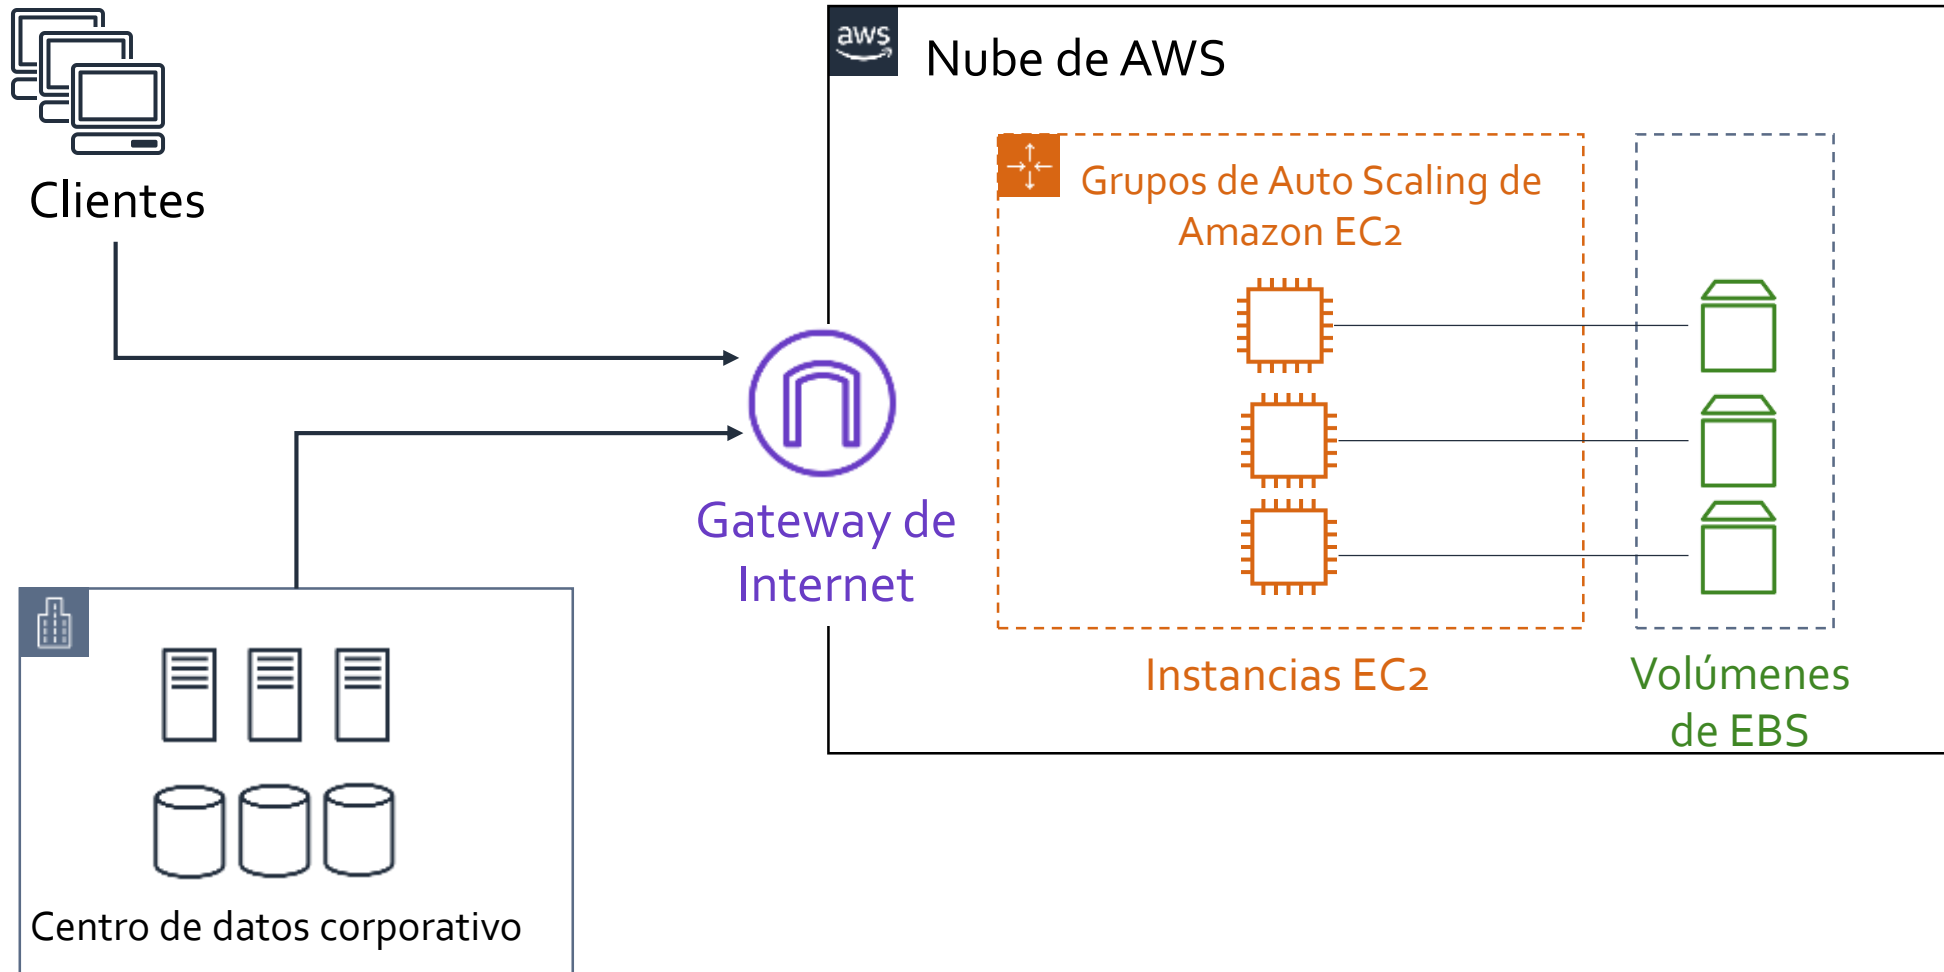 aws
Nube de AWS
Clientes
Grupos de Auto Scaling de
Amazon EC2
Gateway de
Internet
Instancias EC2
Volúmenes
de EBS
Centro de datos corporativo